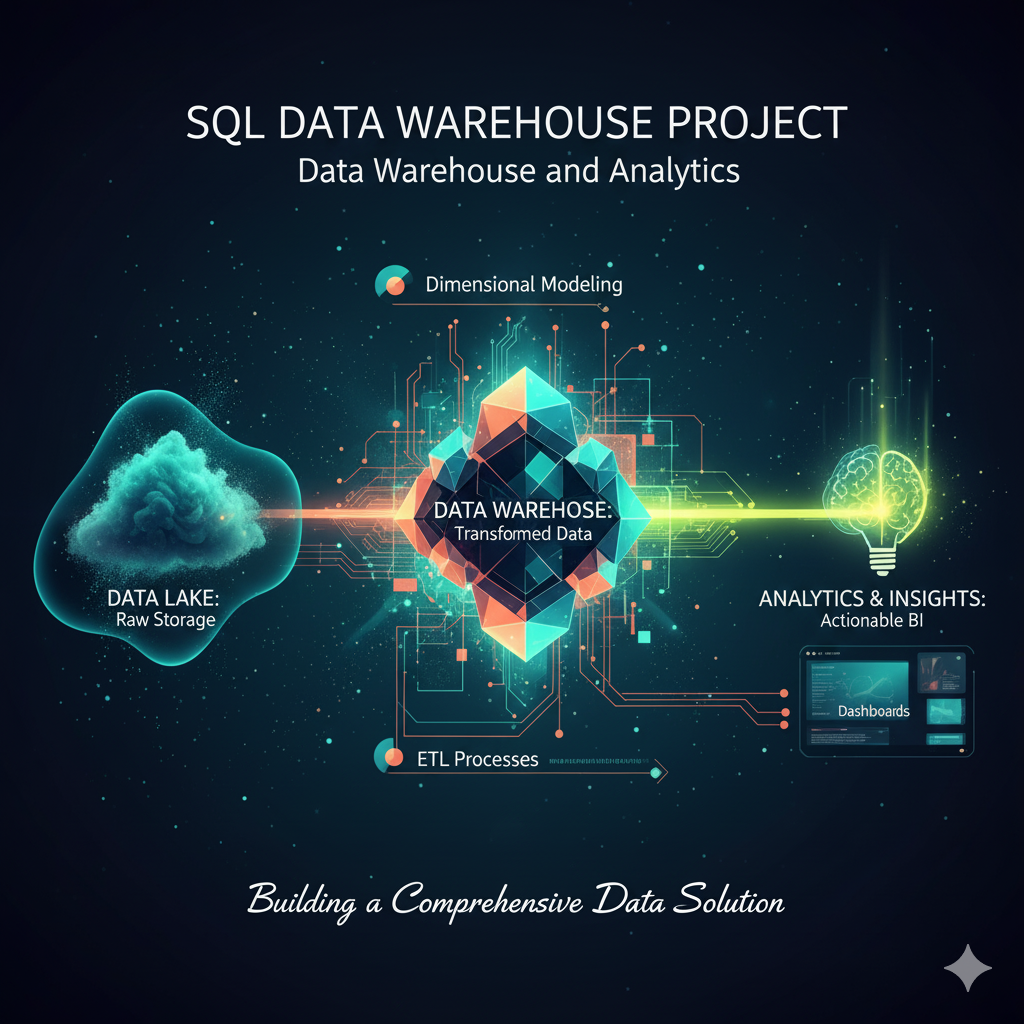 SQL DATA WAREHOUSE PROJECT
Data Warehouse and Analytics
Dimensional Modeling
DATA WAREHOSE:
Transformed Data
DATA LAKE:
Raw Storage
ANALYTICS & INSIGHTS:
Actionable BI
Dashboards
ETL Processes
Building a Comprehensive Data Solution